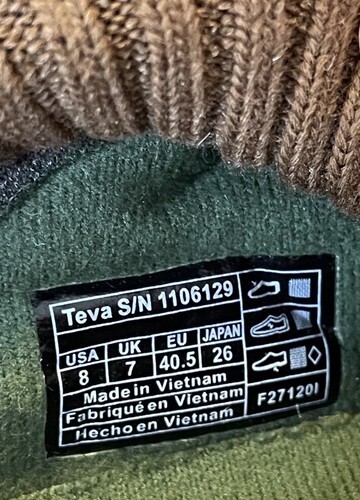 Teva S/N 1106129
USA UK EU JAPAN
8 7 40.5 26
Made in Vietnam
Fabriqué en Vietnam
Hecho en Vietnam
F27120I